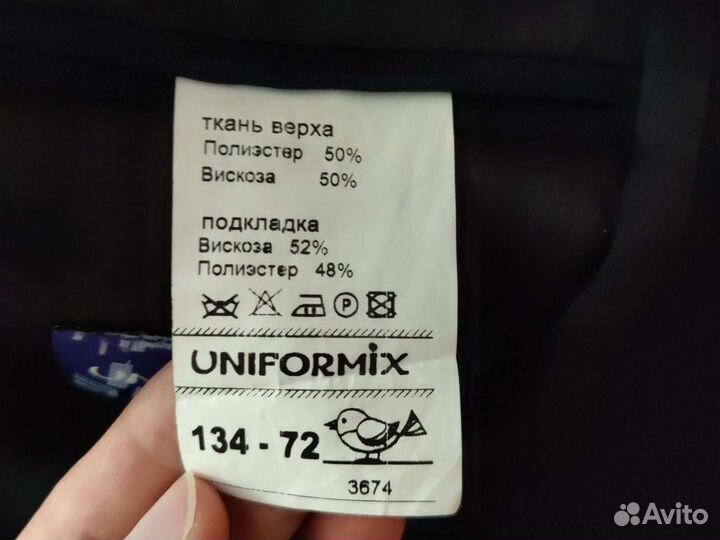 ткань верха
Полиэстер 50%
Вискоза 50%
подкладка
Вискоза 52%
Полиэстер 48%
P
UNIFORMiX
134 - 72
3674
Avito